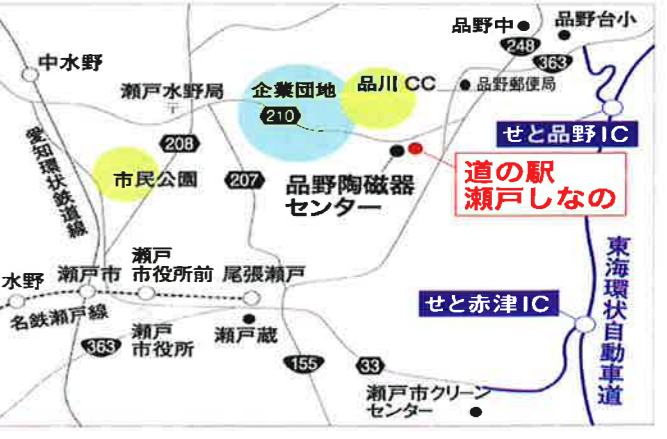 品野中
品野台小
248
363
中水野
企業団地
品川 CC
品野郵便局
瀬戸水野局
210
せと品野IC
208
愛知環状鉄道線
市民公園
207
品野陶磁器
センター
道の駅
瀬戸しなの
東海環状自動車道
水野
瀬戸市
瀬戸
市役所前
尾張瀬戸
せと赤津IC
名鉄瀬戸線
363
瀬戸
市役所
瀬戸蔵
155
33
瀬戸市クリーン
センター